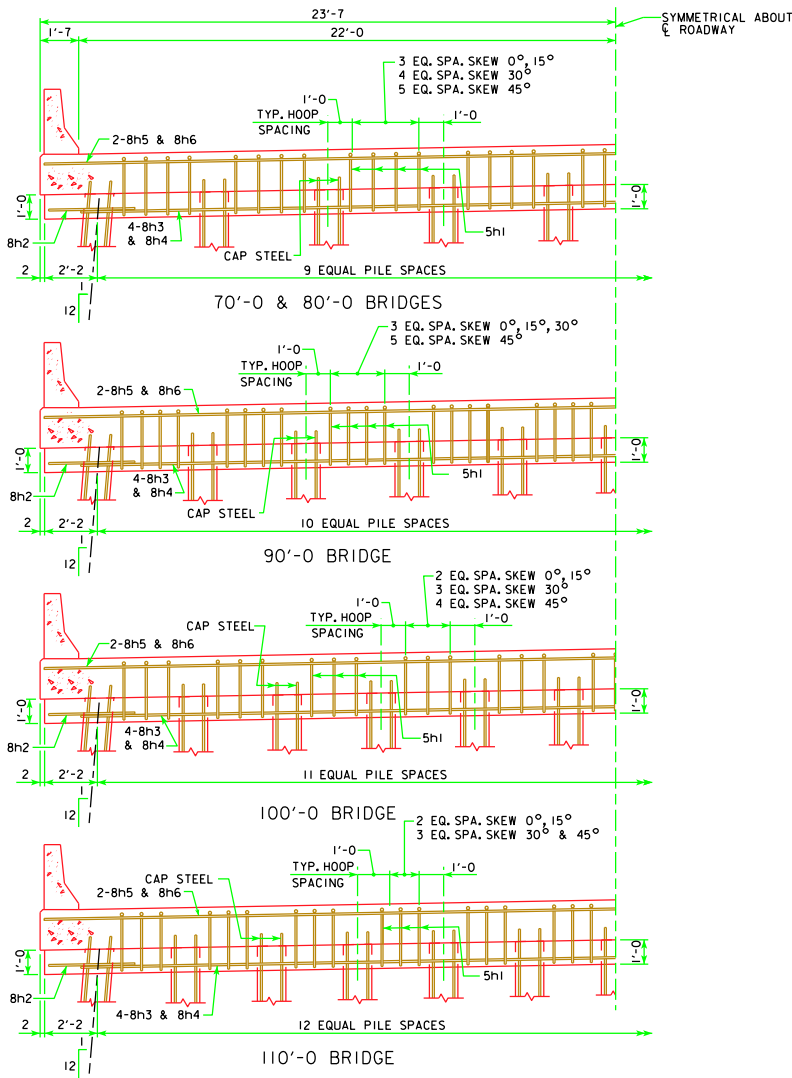 23'-7
SYMMETRICAL ABOUT
℄ ROADWAY
1'-7
22'-0
3 EQ. SPA. SKEW 0°, 15°
4 EQ. SPA. SKEW 30°
5 EQ. SPA. SKEW 45°
1'-0
1'-0
TYP. HOOP
SPACING
2-8h5 & 8h6
1'-0
1'-0
8h2
4-8h3
& 8h4
CAP STEEL
5h1
2
2'-2
9 EQUAL PILE SPACES
12
70'-0 & 80'-0 BRIDGES
3 EQ. SPA. SKEW 0°, 15°, 30°
5 EQ. SPA. SKEW 45°
1'-0
1'-0
TYP. HOOP
SPACING
2-8h5 & 8h6
1'-0
1'-0
8h2
4-8h3
& 8h4
5h1
CAP STEEL
2
2'-2
10 EQUAL PILE SPACES
12
90'-0 BRIDGE
2 EQ. SPA. SKEW 0°, 15°
3 EQ. SPA. SKEW 30°
4 EQ. SPA. SKEW 45°
1'-0
1'-0
TYP. HOOP
SPACING
CAP STEEL
2-8h5 & 8h6
1'-0
1'-0
8h2
4-8h3
& 8h4
5h1
2
2'-2
11 EQUAL PILE SPACES
12
100'-0 BRIDGE
2 EQ. SPA. SKEW 0°, 15°
3 EQ. SPA. SKEW 30° & 45°
1'-0
1'-0
TYP. HOOP
SPACING
CAP STEEL
2-8h5 & 8h6
1'-0
1'-0
8h2
5h1
4-8h3 & 8h4
2
2'-2
12 EQUAL PILE SPACES
12
110'-0 BRIDGE